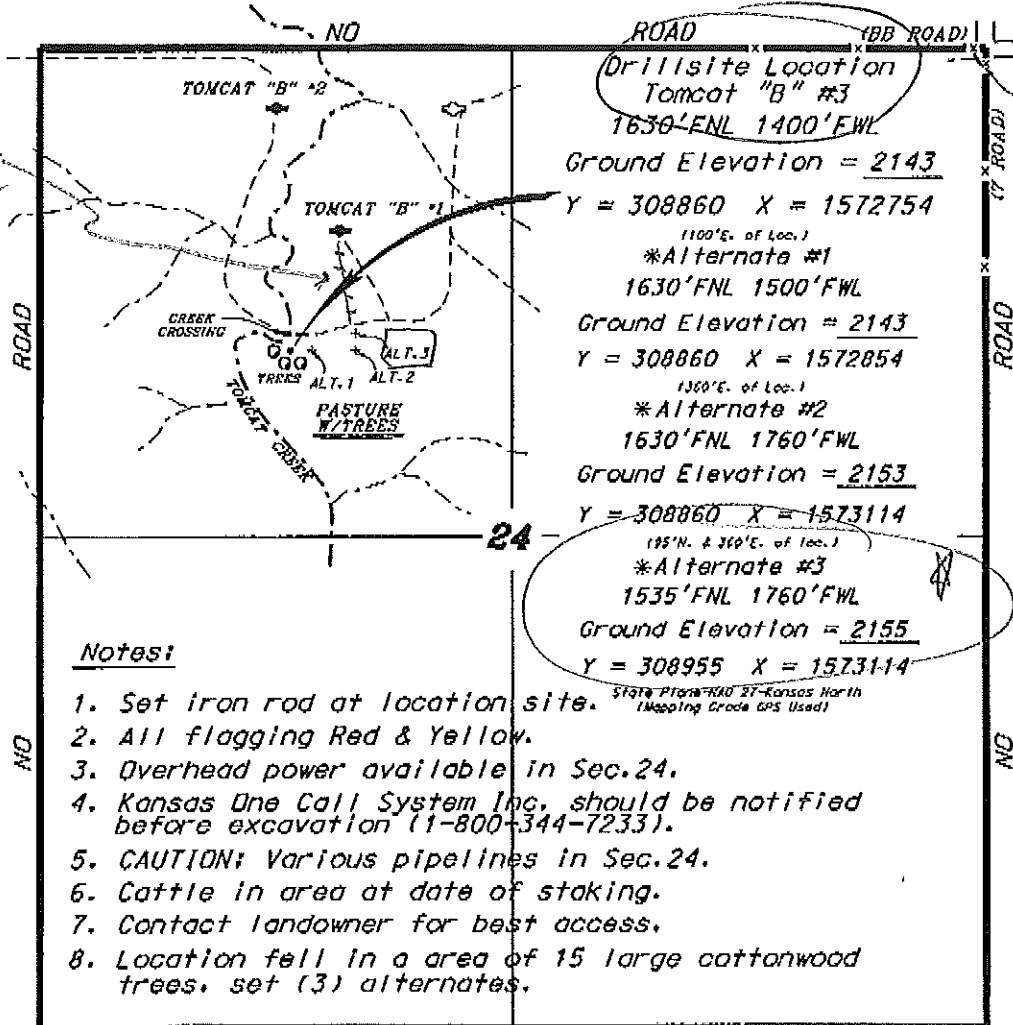 NO ROAD (BB ROAD)
TOMCAT "B" #2
Drillsite Location
Tomcat "B" #3
1630'FNL 1400'FWL
Ground Elevation = 2143
Y = 308860 X = 1572754
(100'E. of Loc.)
*Alternate #1
1630'FNL 1500'FWL
Ground Elevation = 2143
Y = 308860 X = 1572854
(360'E. of Loc.)
*Alternate #2
1630'FNL 1760'FWL
Ground Elevation = 2153
Y = 308860 X = 1573114
(95'N. & 360'E. of loc.)
*Alternate #3
1535'FNL 1760'FWL
Ground Elevation = 2155
Y = 308955 X = 1573114
State Plane-NAD 27-Kansas North
(Mapping Grade GPS Used)
TOMCAT "B" #1
CREEK
CROSSING
TREES
ALT.1
ALT.2
ALT.3
PASTURE
W/TREES
TOMCAT CREEK
24
ROAD
NO
ROAD
NO
Notes:
1. Set iron rod at location site.
2. All flagging Red & Yellow.
3. Overhead power available in Sec.24.
4. Kansas One Call System Inc. should be notified
before excavation (1-800-344-7233).
5. CAUTION: Various pipelines in Sec.24.
6. Cattle in area at date of staking.
7. Contact landowner for best access.
8. Location fell in a area of 15 large cottonwood
trees. set (3) alternates.